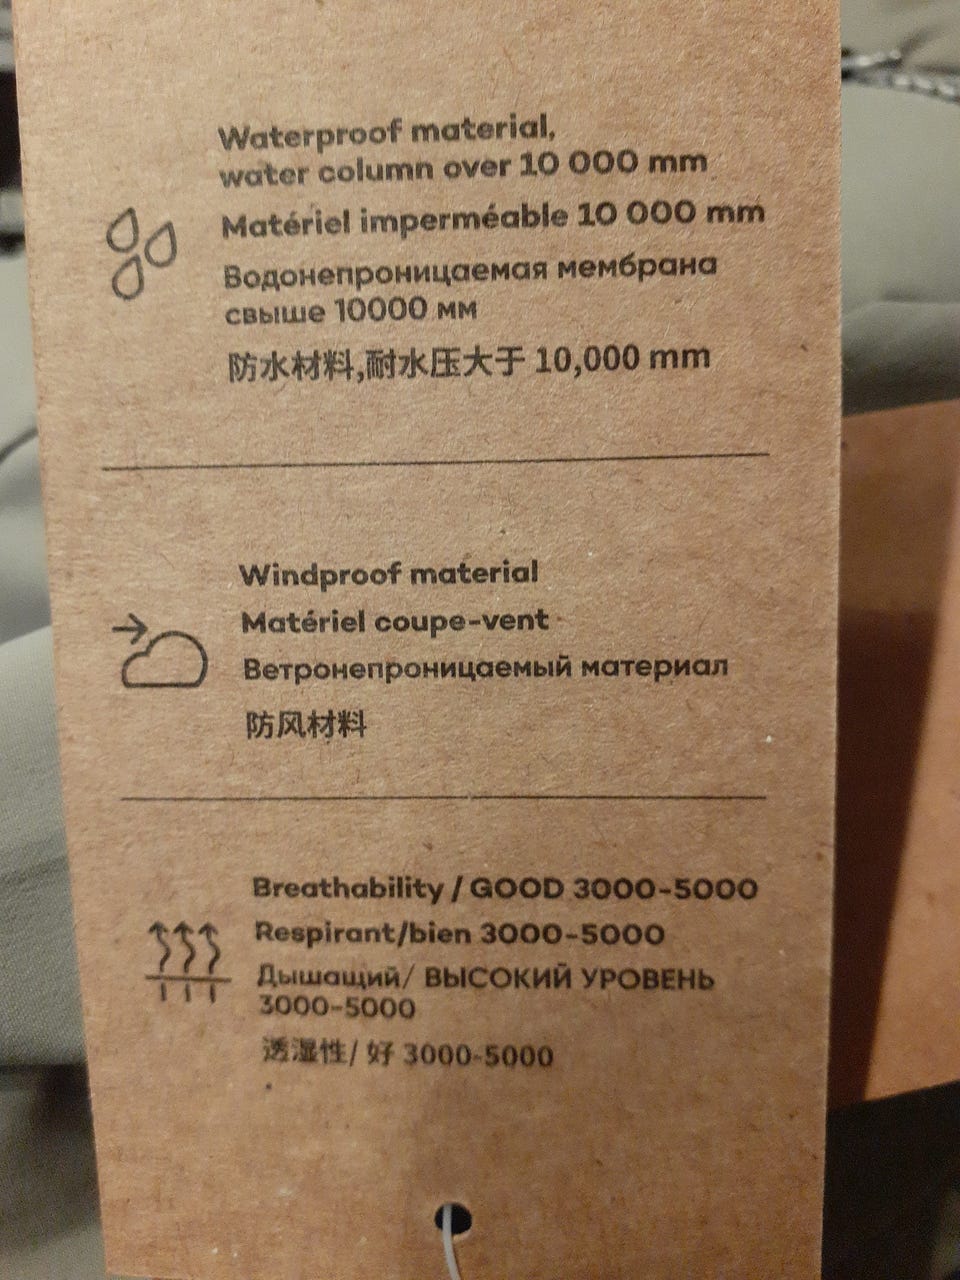 Waterproof material,
water column over 10 000 mm
Matériel imperméable 10 000 mm
Водонепроницаемая мембрана
свыше 10000 мм
防水材料,耐水压大于 10,000 mm
Windproof material
Matériel coupe-vent
Ветронепроницаемый материал
防风材料
Breathability / GOOD 3000-5000
Respirant/bien 3000-5000
Дышащий/ ВЫСОКИЙ УРОВЕНЬ
3000-5000
透湿性/ 好 3000-5000